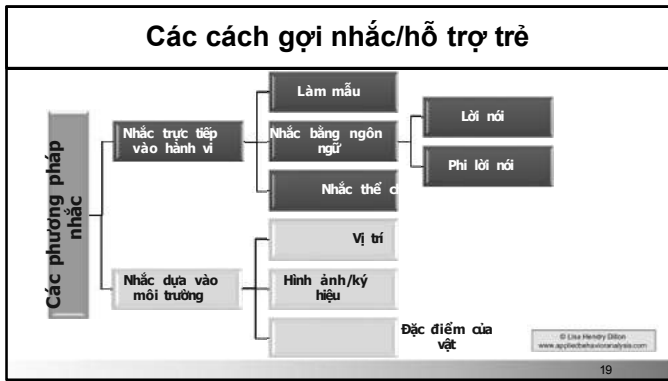 Các cách gợi nhắc/hỗ trợ trẻ
Các phương pháp
nhắc
Nhắc trực tiếp
vào hành vi
Làm mẫu
Nhắc bằng ngôn
ngữ
Nhắc thể c
Lời nói
Phi lời nói
Nhắc dựa vào
môi trường
Vị trí
Hình ảnh/ký
hiệu
Đặc điểm của
vật
© Lisa Hendry Dillon
www.appliedbehavioranalysis.com
19